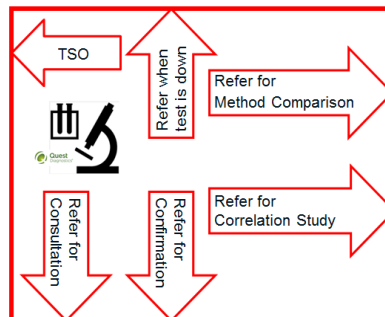 TSO
Refer when
test is down
Refer for
Method Comparison
Quest
Diagnostics
Refer for
Consultation
Refer for
Confirmation
Refer for
Correlation Study